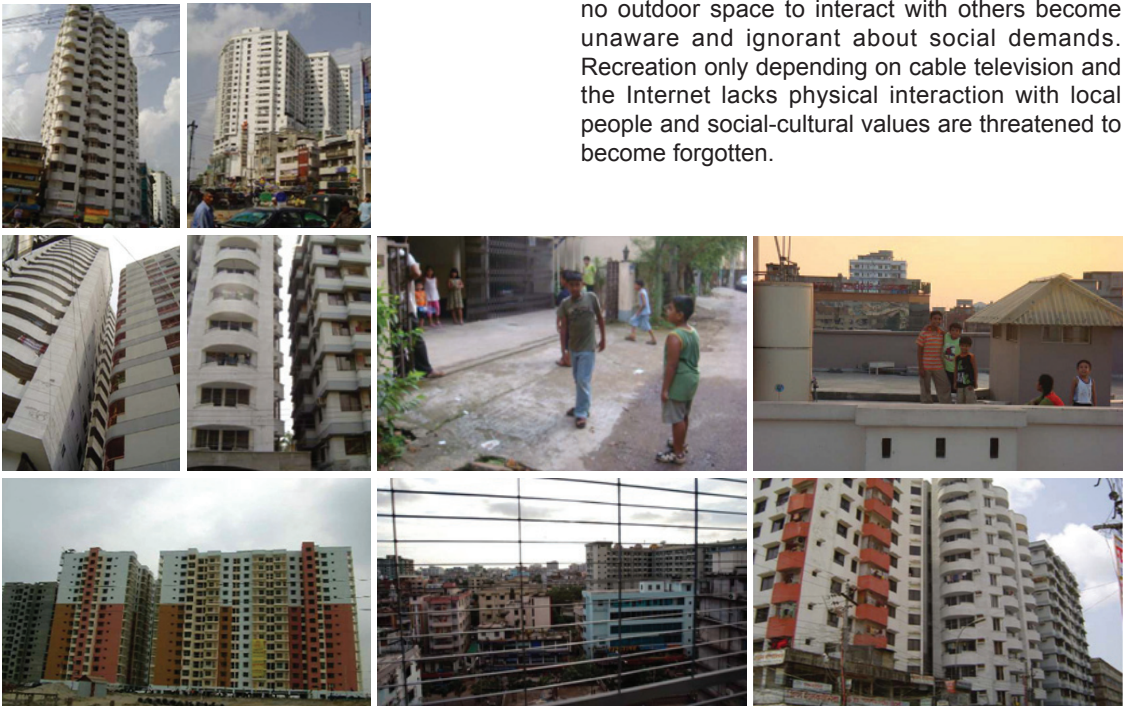 no outdoor space to interact with others become
unaware and ignorant about social demands.
Recreation only depending on cable television and
the Internet lacks physical interaction with local
people and social-cultural values are threatened to
become forgotten.